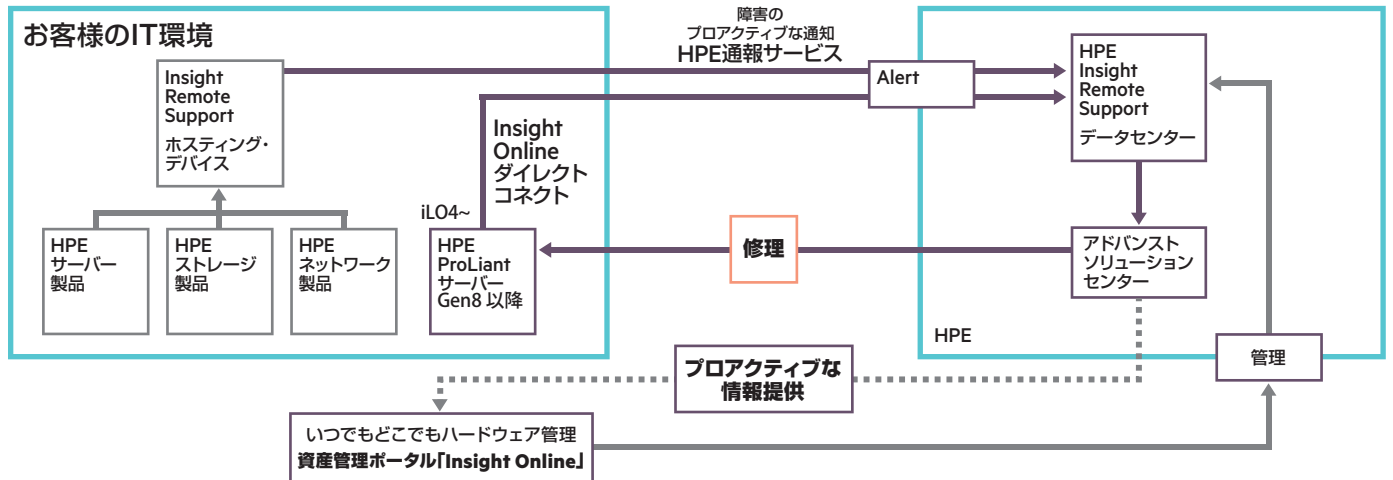 お客様のIT環境
Insight
Remote
Support
ホスティング・
デバイス
HPE
サーバー
製品
HPE
ストレージ
製品
HPE
ネットワーク
製品
iLO4~
HPE
ProLiant
サーバー
Gen8 以降
Insight
Online
ダイレクト
コネクト
障害の
プロアクティブな通知
HPE通報サービス
Alert
HPE
Insight
Remote
Support
データセンター
修理
アドバンスト
ソリューション
センター
HPE
管理
プロアクティブな
情報提供
いつでもどこでもハードウェア管理
資産管理ポータル「Insight Online」